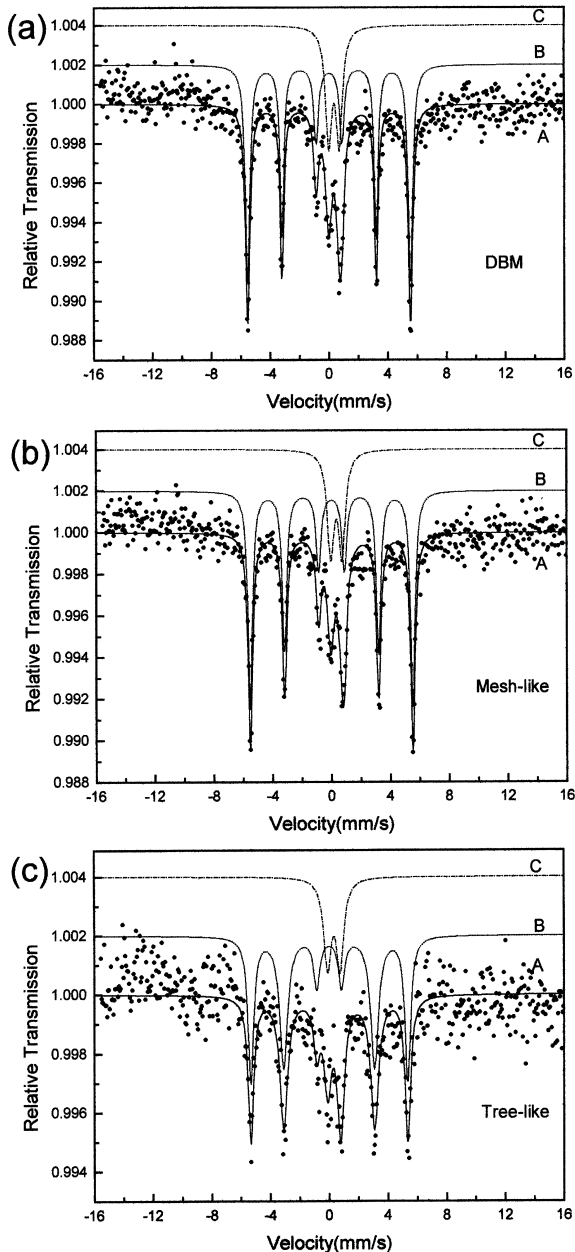 (a)
1.004
1.002
1.000
0.998
0.996
0.994
0.992
0.990
0.988
C
B
A
DBM
Relative Transmission
-16 -12 -8 -4 0 4 8 12 16
Velocity(mm/s)
(b)
1.004
1.002
1.000
0.998
0.996
0.994
0.992
0.990
0.988
C
B
A
Mesh-like
Relative Transmission
-16 -12 -8 -4 0 4 8 12 16
Velocity(mm/s)
(c)
1.004
1.002
1.000
0.998
0.996
0.994
C
B
A
Tree-like
Relative Transmission
-16 -12 -8 -4 0 4 8 12 16
Velocity(mm/s)